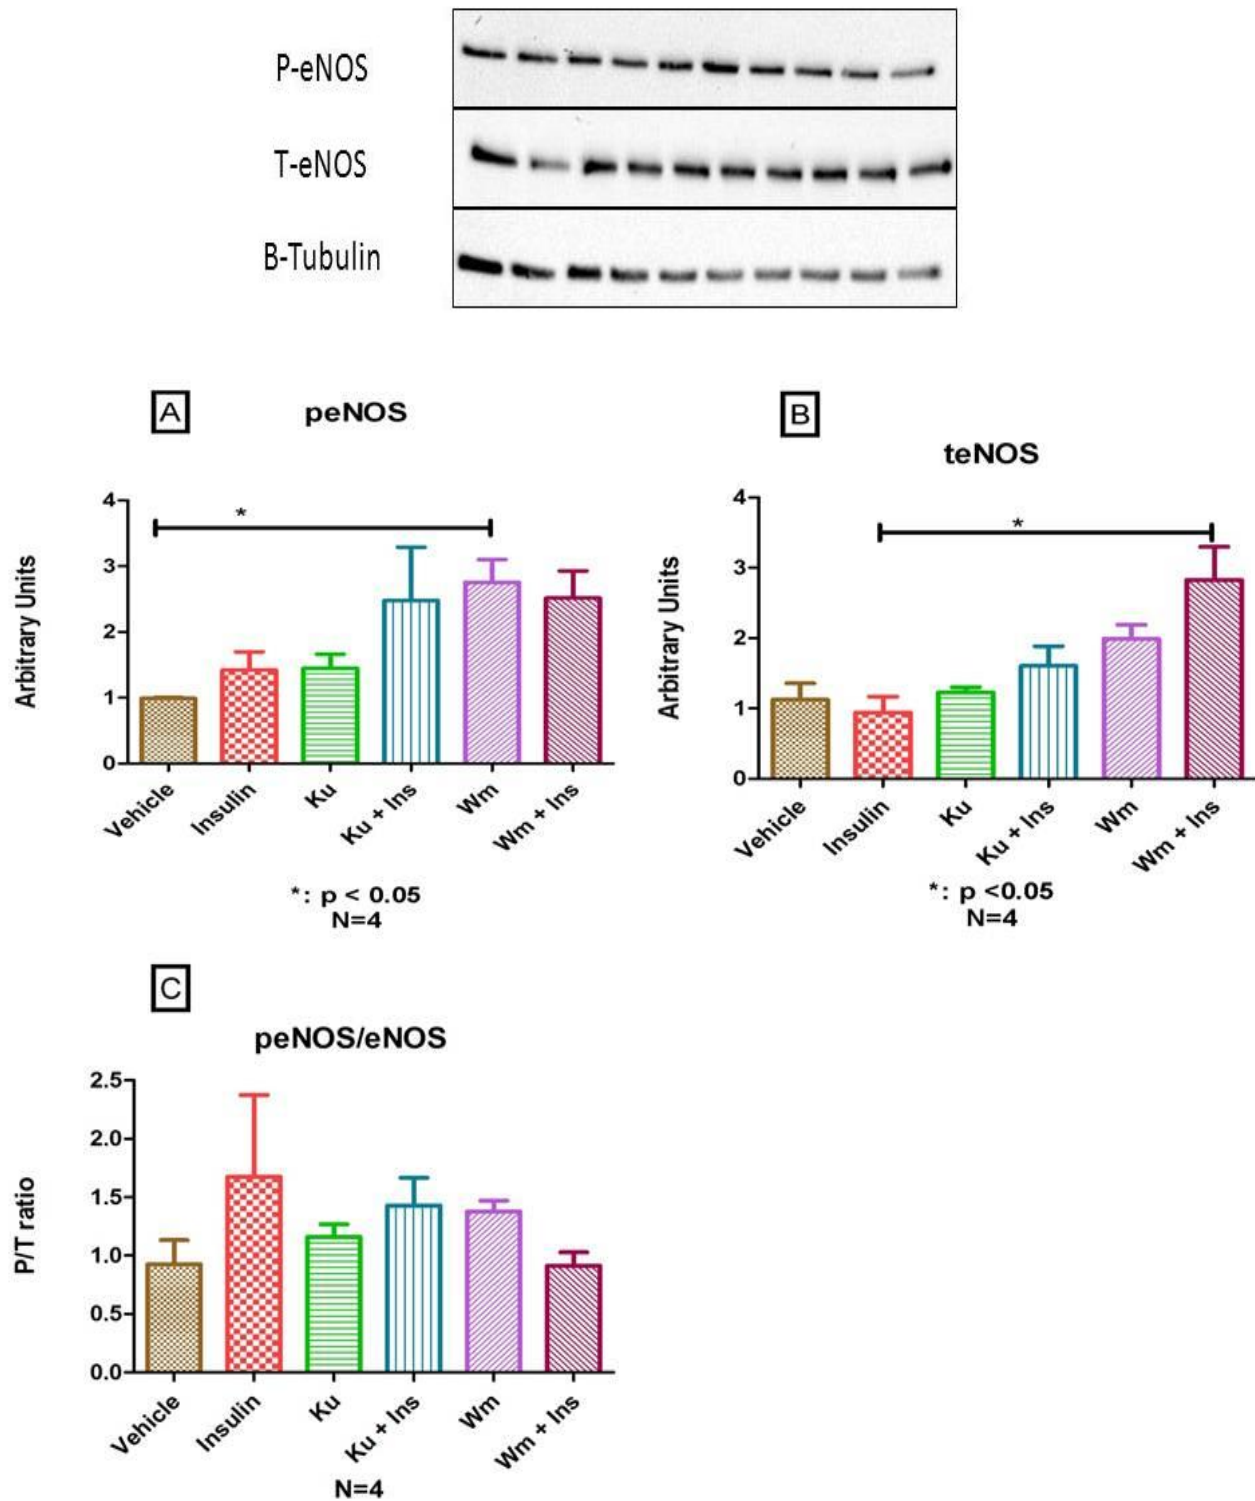 P-eNOS
T-eNOS
B-Tubulin
A
peNOS
Arbitrary Units
4
3
2
1
0
Vehicle
Insulin
Ku
Ku + Ins
Wm
Wm + Ins
*
*: p < 0.05
N=4
B
teNOS
Arbitrary Units
4
3
2
1
0
Vehicle
Insulin
Ku
Ku + Ins
Wm
Wm + Ins
*
*: p <0.05
N=4
C
peNOS/eNOS
P/T ratio
2.5
2.0
1.5
1.0
0.5
0.0
Vehicle
Insulin
Ku
Ku + Ins
Wm
Wm + Ins
N=4